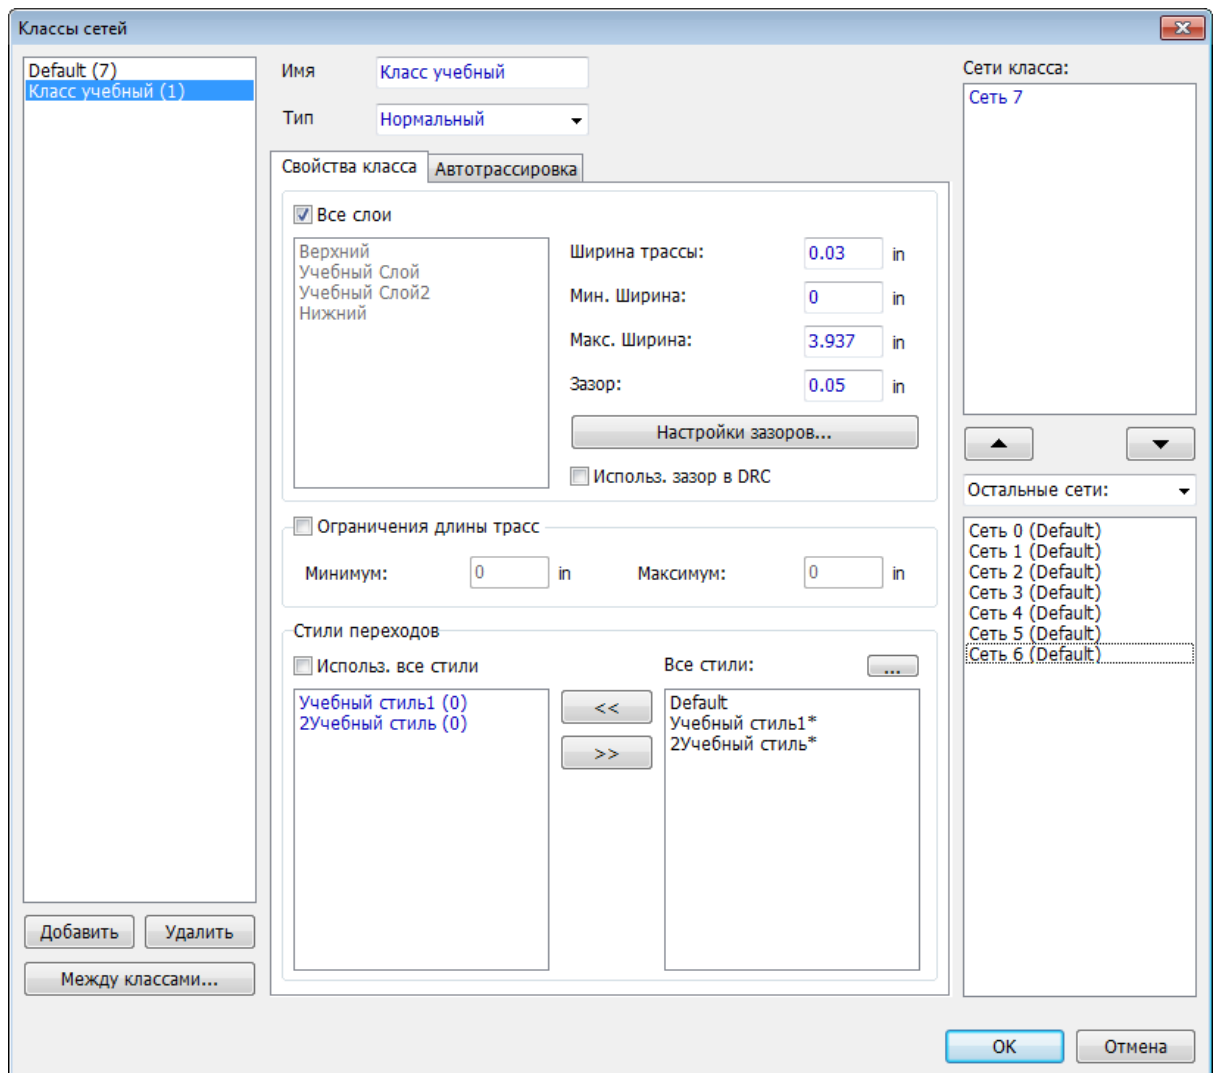 Классы сетей
Default (7)
Класс учебный (1)
Добавить
Удалить
Между классами...
Имя
Класс учебный
Тип
Нормальный
Свойства класса
Автотрассировка
Все слои
Верхний
Учебный Слой
Учебный Слой2
Нижний
Ширина трассы: 0.03 in
Мин. Ширина: 0 in
Макс. Ширина: 3.937 in
Зазор: 0.05 in
Настройки зазоров...
Использ. зазор в DRC
Ограничения длины трасс
Минимум: 0 in Максимум: 0 in
Стили переходов
Использ. все стили
Учебный стиль1 (0)
2Учебный стиль (0)
<<
>>
Все стили:
...
Default
Учебный стиль1*
2Учебный стиль*
Сети класса:
Сеть 7
Остальные сети:
Сеть 0 (Default)
Сеть 1 (Default)
Сеть 2 (Default)
Сеть 3 (Default)
Сеть 4 (Default)
Сеть 5 (Default)
Сеть 6 (Default)
OK
Отмена